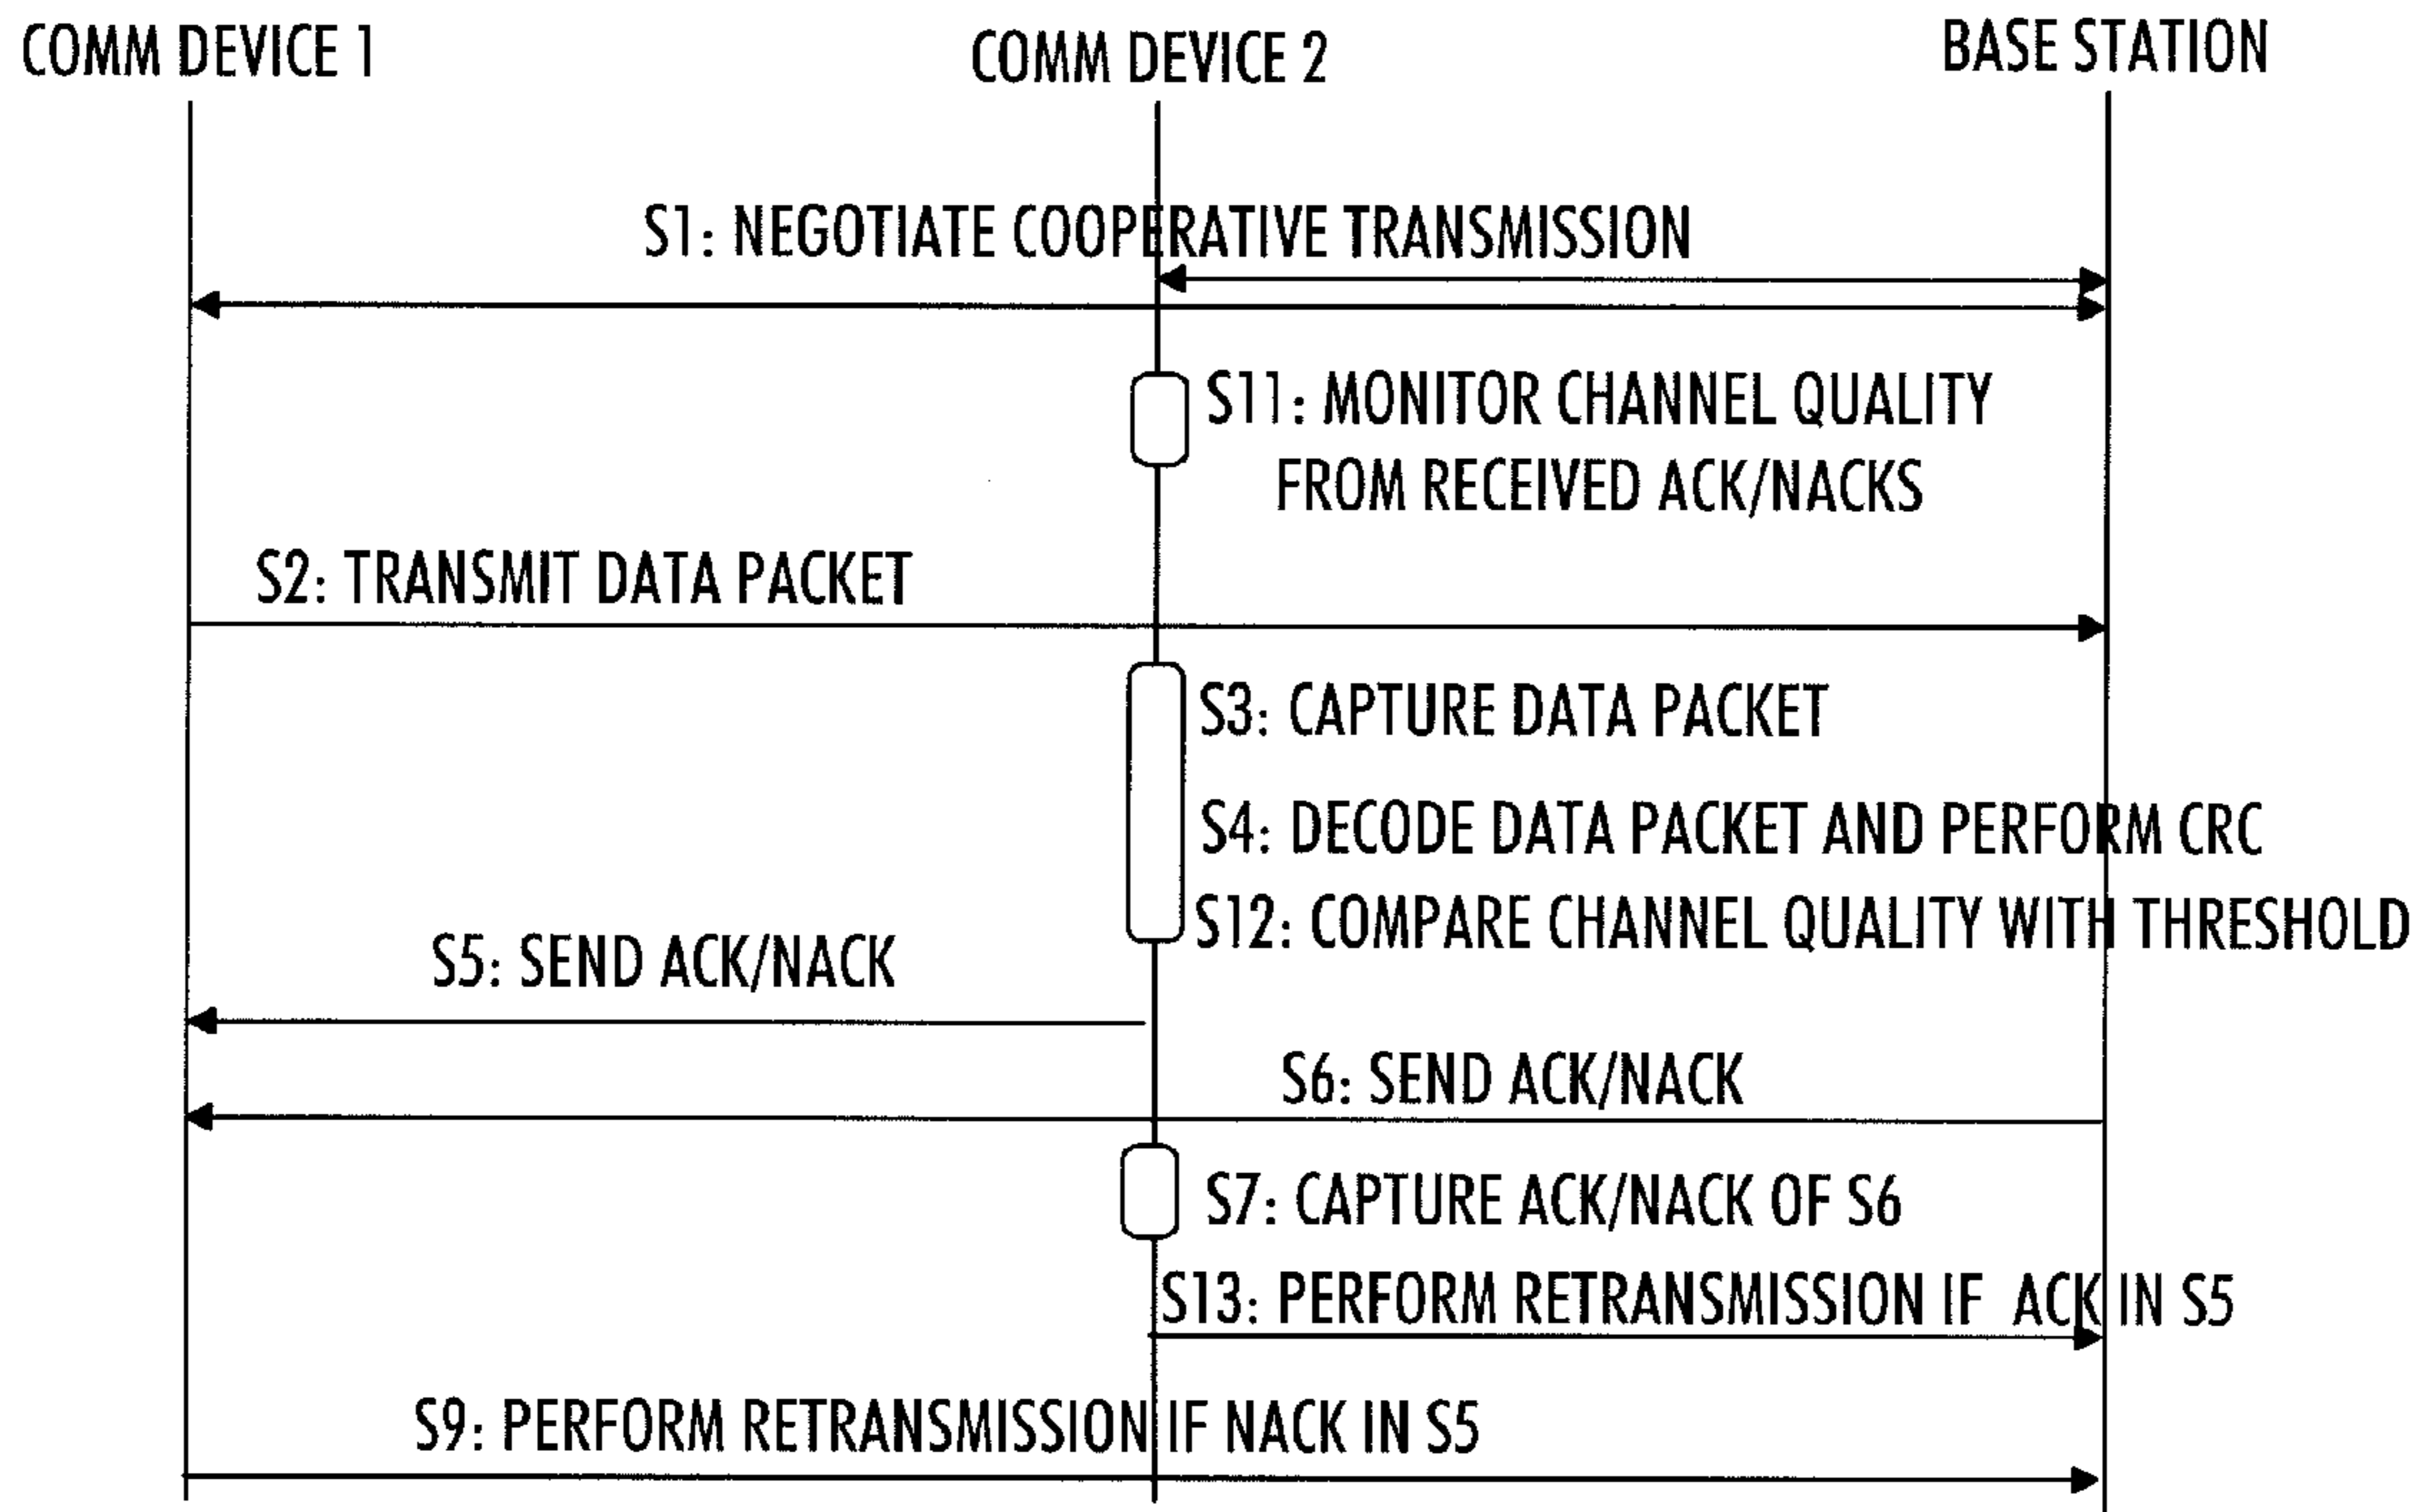 COMM DEVICE 1
COMM DEVICE 2
BASE STATION
S1: NEGOTIATE COOPERATIVE TRANSMISSION
S11: MONITOR CHANNEL QUALITY
FROM RECEIVED ACK/NACKS
S2: TRANSMIT DATA PACKET
S3: CAPTURE DATA PACKET
S4: DECODE DATA PACKET AND PERFORM CRC
S12: COMPARE CHANNEL QUALITY WITH THRESHOLD
S5: SEND ACK/NACK
S6: SEND ACK/NACK
S7: CAPTURE ACK/NACK OF S6
S13: PERFORM RETRANSMISSION IF ACK IN S5
S9: PERFORM RETRANSMISSION IF NACK IN S5